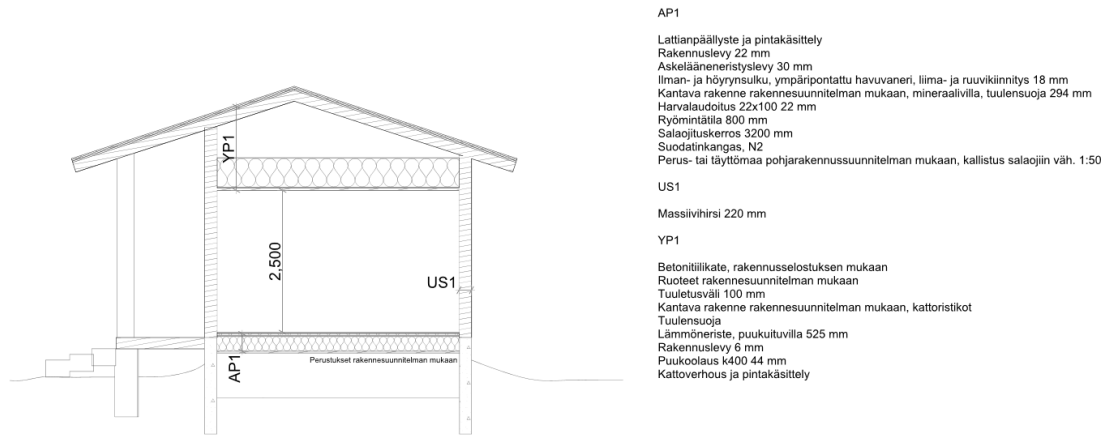 YP1
2,500
US1
AP1
Perustukset rakennesuunnitelman mukaan
AP1
Lattianpäällyste ja pintakäsittely
Rakennuslevy 22 mm
Askelääneneristyslevy 30 mm
Ilman- ja höyrynsulku, ympäripontattu havuvaneri, liima- ja ruuvikiinnitys 18 mm
Kantava rakenne rakennesuunnitelman mukaan, mineraalivilla, tuulensuoja 294 mm
Harvalaudoitus 22x100 22 mm
Ryömintätila 800 mm
Salaojituskerros 3200 mm
Suodatinkangas, N2
Perus- tai täyttömaa pohjarakennussuunnitelman mukaan, kallistus salaojiin väh. 1:50
US1
Massiivihirsi 220 mm
YP1
Betonitiilikate, rakennusselostuksen mukaan
Ruoteet rakennesuunnitelman mukaan
Tuuletusväli 100 mm
Kantava rakenne rakennesuunnitelman mukaan, kattoristikot
Tuulensuoja
Lämmöneriste, puukuituvilla 525 mm
Rakennuslevy 6 mm
Puukoolaus k400 44 mm
Kattoverhous ja pintakäsittely